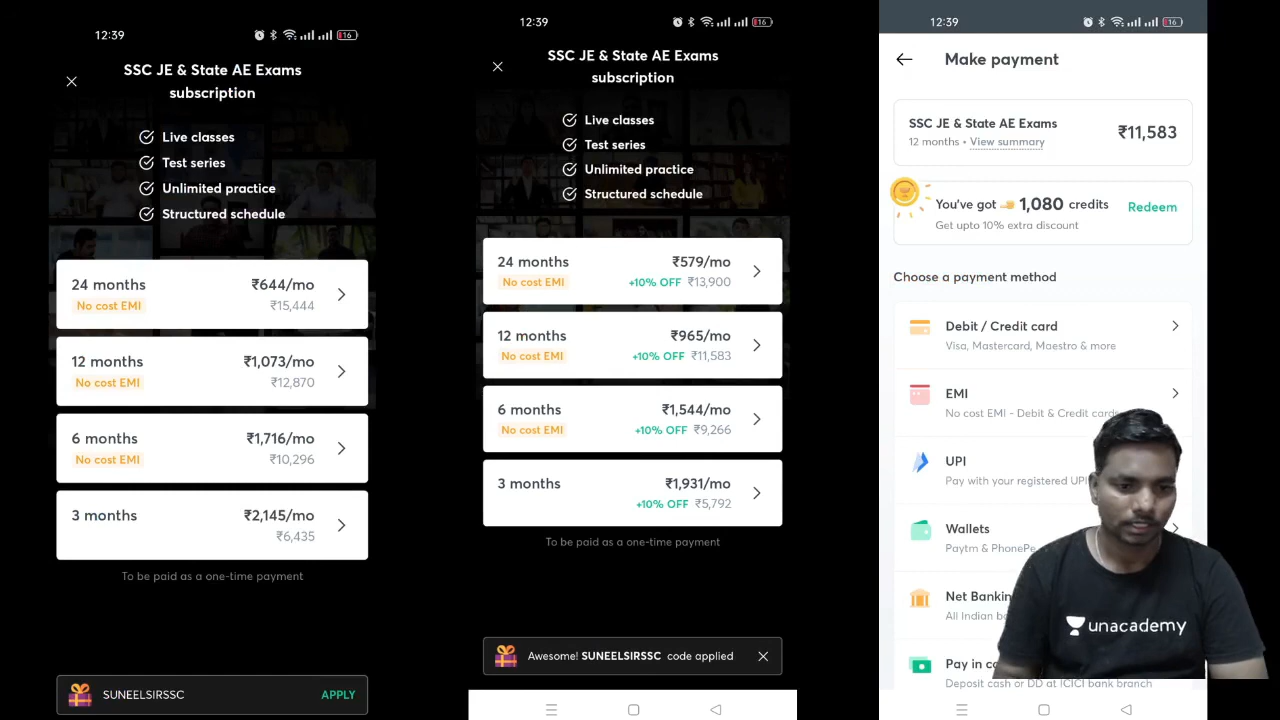 12:39
16
SSC JE & State AE Exams
subscription
Live classes
Test series
Unlimited practice
Structured schedule
24 months ₹644/mo
No cost EMI ₹15,444
12 months ₹1,073/mo
No cost EMI ₹12,870
6 months ₹1,716/mo
No cost EMI ₹10,296
3 months ₹2,145/mo
₹6,435
To be paid as a one-time payment
SUNEELSIRSSC APPLY
12:39
16
SSC JE & State AE Exams
subscription
Live classes
Test series
Unlimited practice
Structured schedule
24 months ₹579/mo
No cost EMI +10% OFF ₹13,900
12 months ₹965/mo
No cost EMI +10% OFF ₹11,583
6 months ₹1,544/mo
No cost EMI +10% OFF ₹9,266
3 months ₹1,931/mo
+10% OFF ₹5,792
To be paid as a one-time payment
Awesome! SUNEELSIRSSC code applied
12:39
16
Make payment
SSC JE & State AE Exams ₹11,583
12 months • View summary
You've got 1,080 credits Redeem
Get upto 10% extra discount
Choose a payment method
Debit / Credit card
Visa, Mastercard, Maestro & more
EMI
No cost EMI - Debit & Credit cards
UPI
Pay with your registered UPI
Wallets
Paytm & PhonePe
Net Bankin
All Indian
Pay in
Deposit cash or DD at ICICI bank branch
unacademy